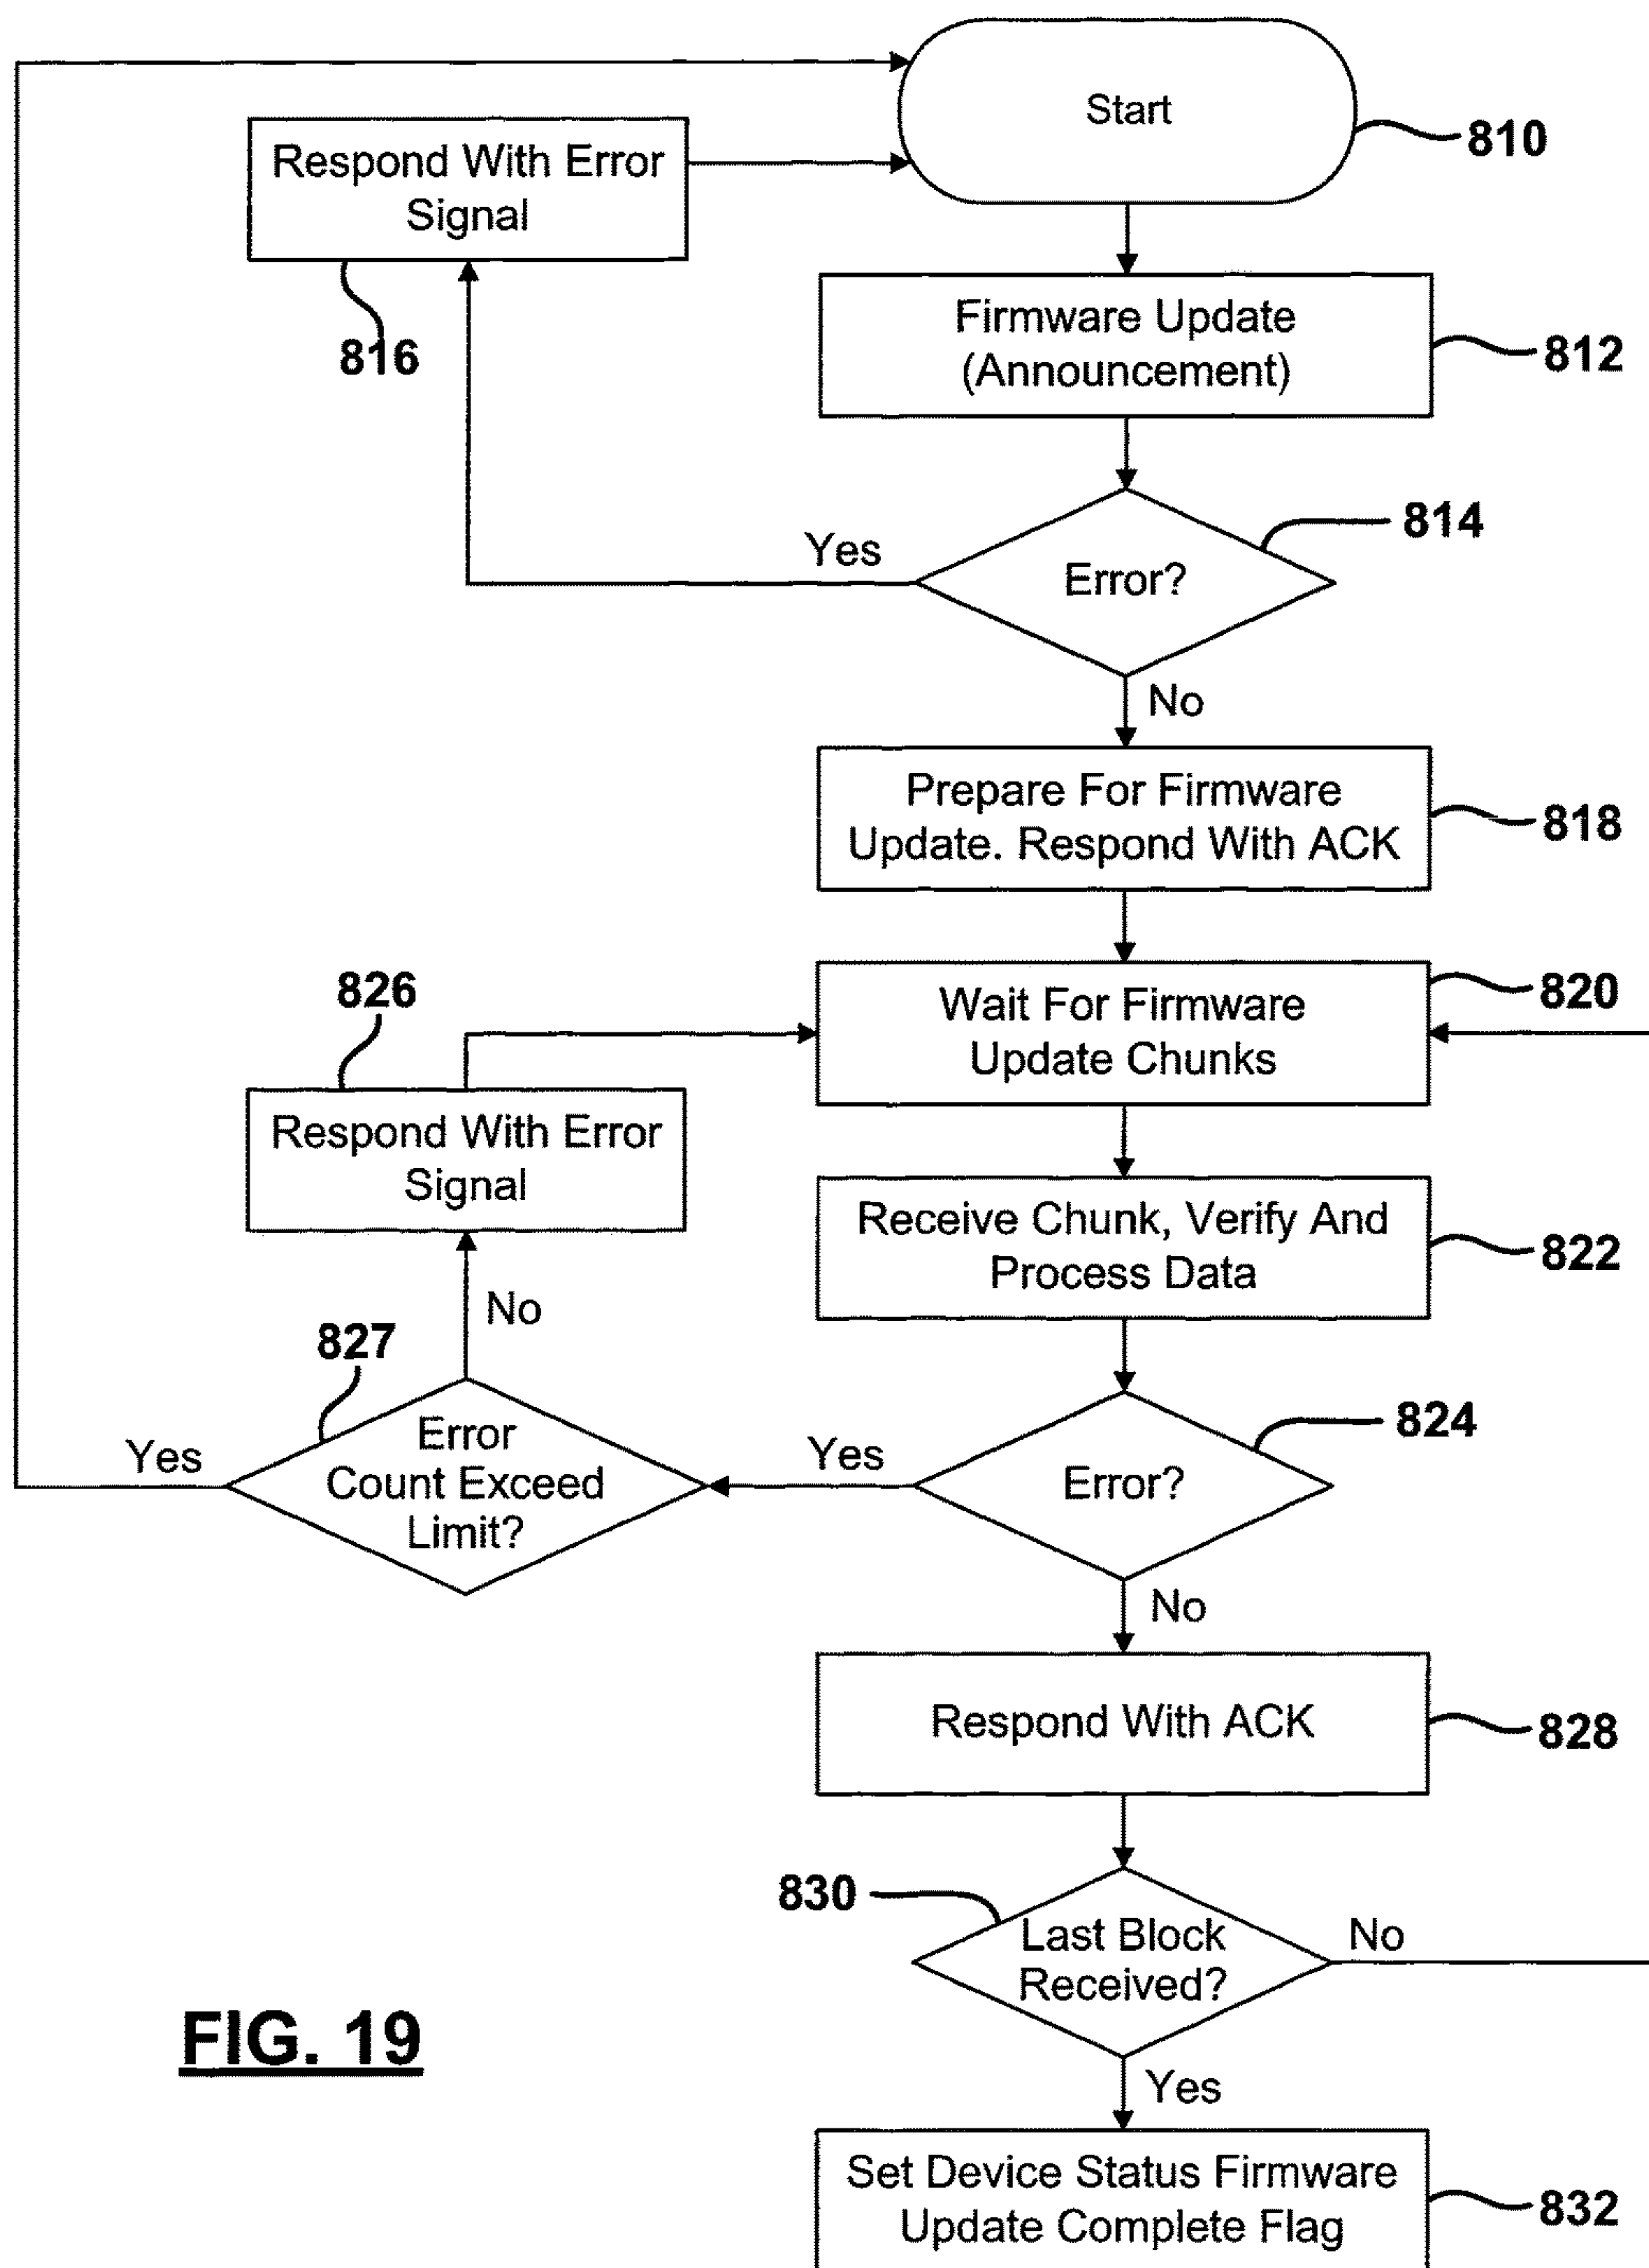 Start
810
Respond With Error
Signal
816
Firmware Update
(Announcement)
812
814
Yes
Error?
No
Prepare For Firmware
Update. Respond With ACK
818
826
Wait For Firmware
Update Chunks
820
Respond With Error
Signal
Receive Chunk, Verify And
Process Data
822
No
827
824
Yes
Error
Count Exceed
Limit?
Yes
Error?
No
Respond With ACK
828
830
Last Block
Received?
No
FIG. 19
Yes
Set Device Status Firmware
Update Complete Flag
832